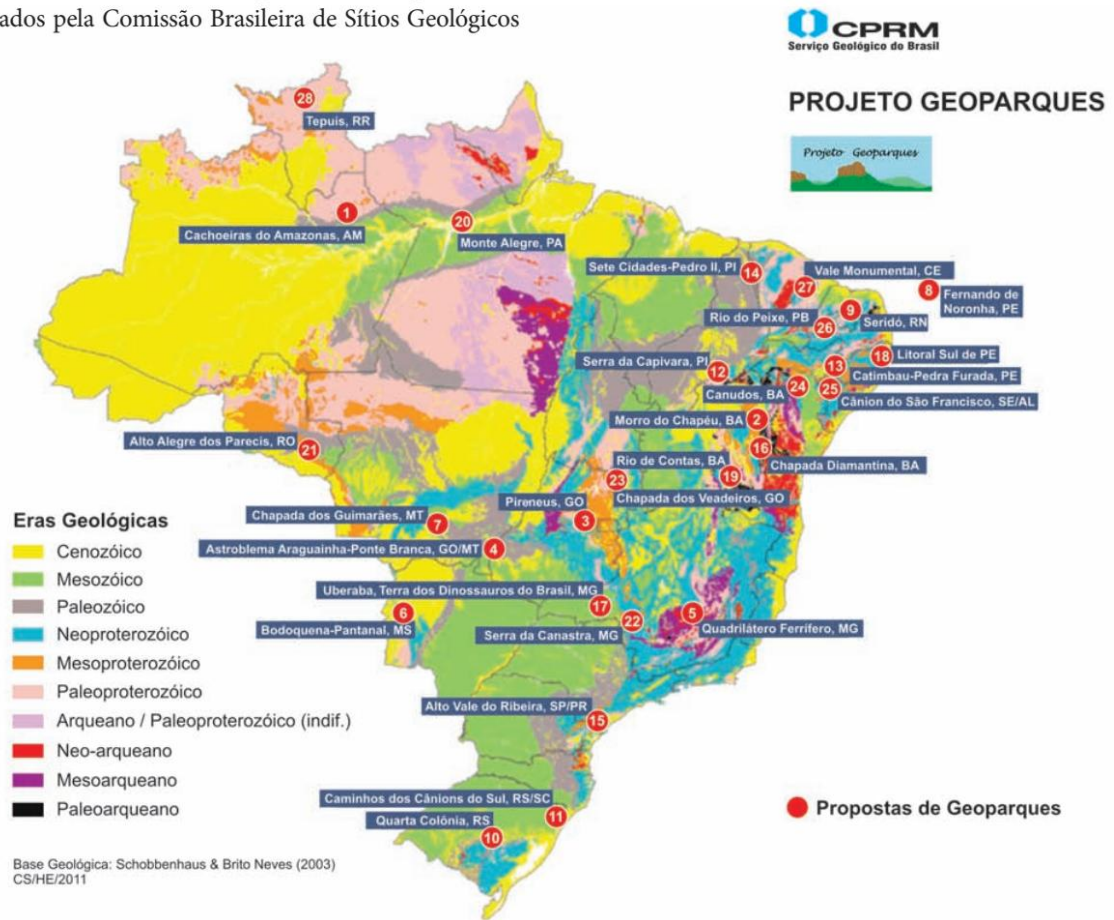 ados pela Comissão Brasileira de Sítios Geológicos
CPRM
Serviço Geológico do Brasil
PROJETO GEOPARQUES
Projeto Geoparques
28
Tepuis, RR
1
Cachoeiras do Amazonas, AM
20
Monte Alegre, PA
Sete Cidades-Pedro II, PI
14
Vale Monumental, CE
27
8
Fernando de
Noronha, PE
Rio do Peixe, PB
9
Seridó, RN
26
Serra da Capivara, PI
12
18
Litoral Sul de PE
13
Catimbau-Pedra Furada, PE
Canudos, BA
24
25
Cânion do São Francisco, SE/AL
Morro do Chapéu, BA
2
Alto Alegre dos Parecis, RO
21
16
Chapada Diamantina, BA
Rio de Contas, BA
19
23
Chapada dos Veadeiros, GO
Pireneus, GO
3
Chapada dos Guimarães, MT
7
Astroblema Araguainha-Ponte Branca, GO/MT
4
Uberaba, Terra dos Dinossauros do Brasil, MG
17
6
Bodoquena-Pantanal, MS
22
Serra da Canastra, MG
5
Quadrilátero Ferrífero, MG
Alto Vale do Ribeira, SP/PR
15
Caminhos dos Cânions do Sul, RS/SC
11
Quarta Colônia, RS
10
Eras Geológicas
Cenozóico
Mesozóico
Paleozóico
Neoproterozóico
Mesoproterozóico
Paleoproterozóico
Arqueano / Paleoproterozóico (indif.)
Neo-arqueano
Mesoarqueano
Paleoarqueano
Propostas de Geoparques
Base Geológica: Schobbenhaus & Brito Neves (2003)
CS/HE/2011